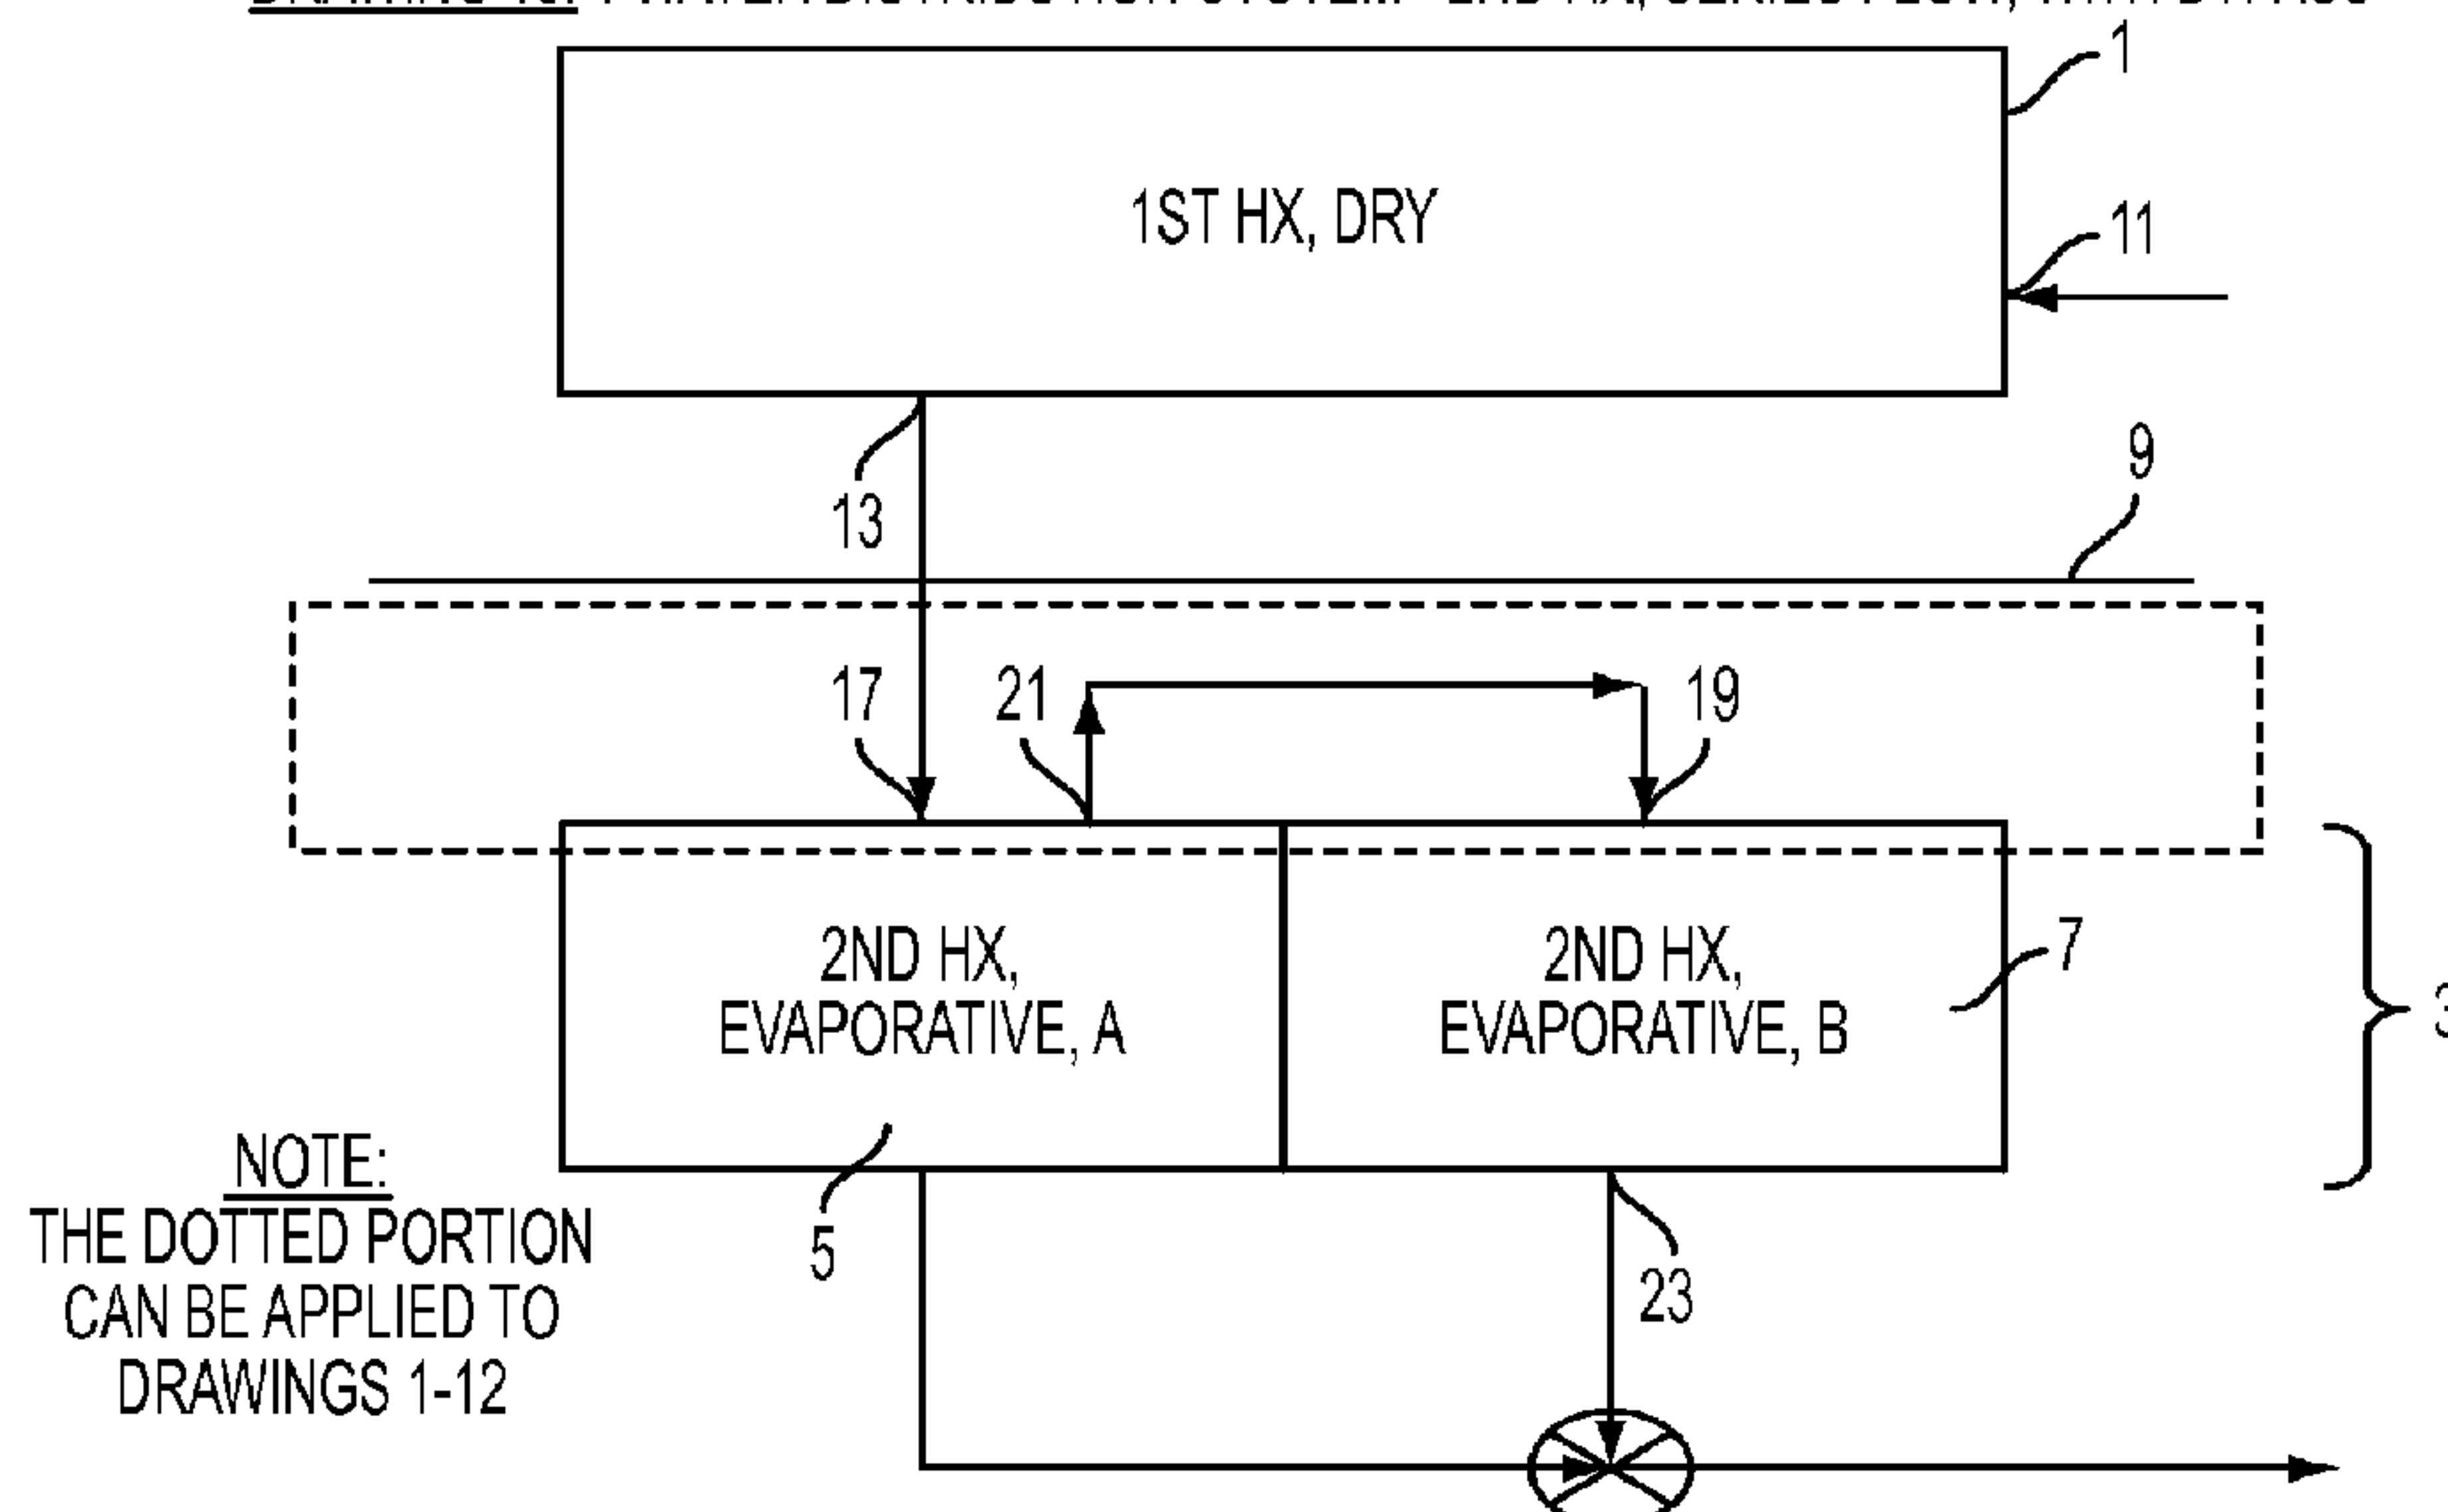 1
1ST HX, DRY
11
9
13
17
21
19
2ND HX,
EVAPORATIVE, A
2ND HX,
EVAPORATIVE, B
7
3
NOTE:
THE DOTTED PORTION
CAN BE APPLIED TO
DRAWINGS 1-12
5
23